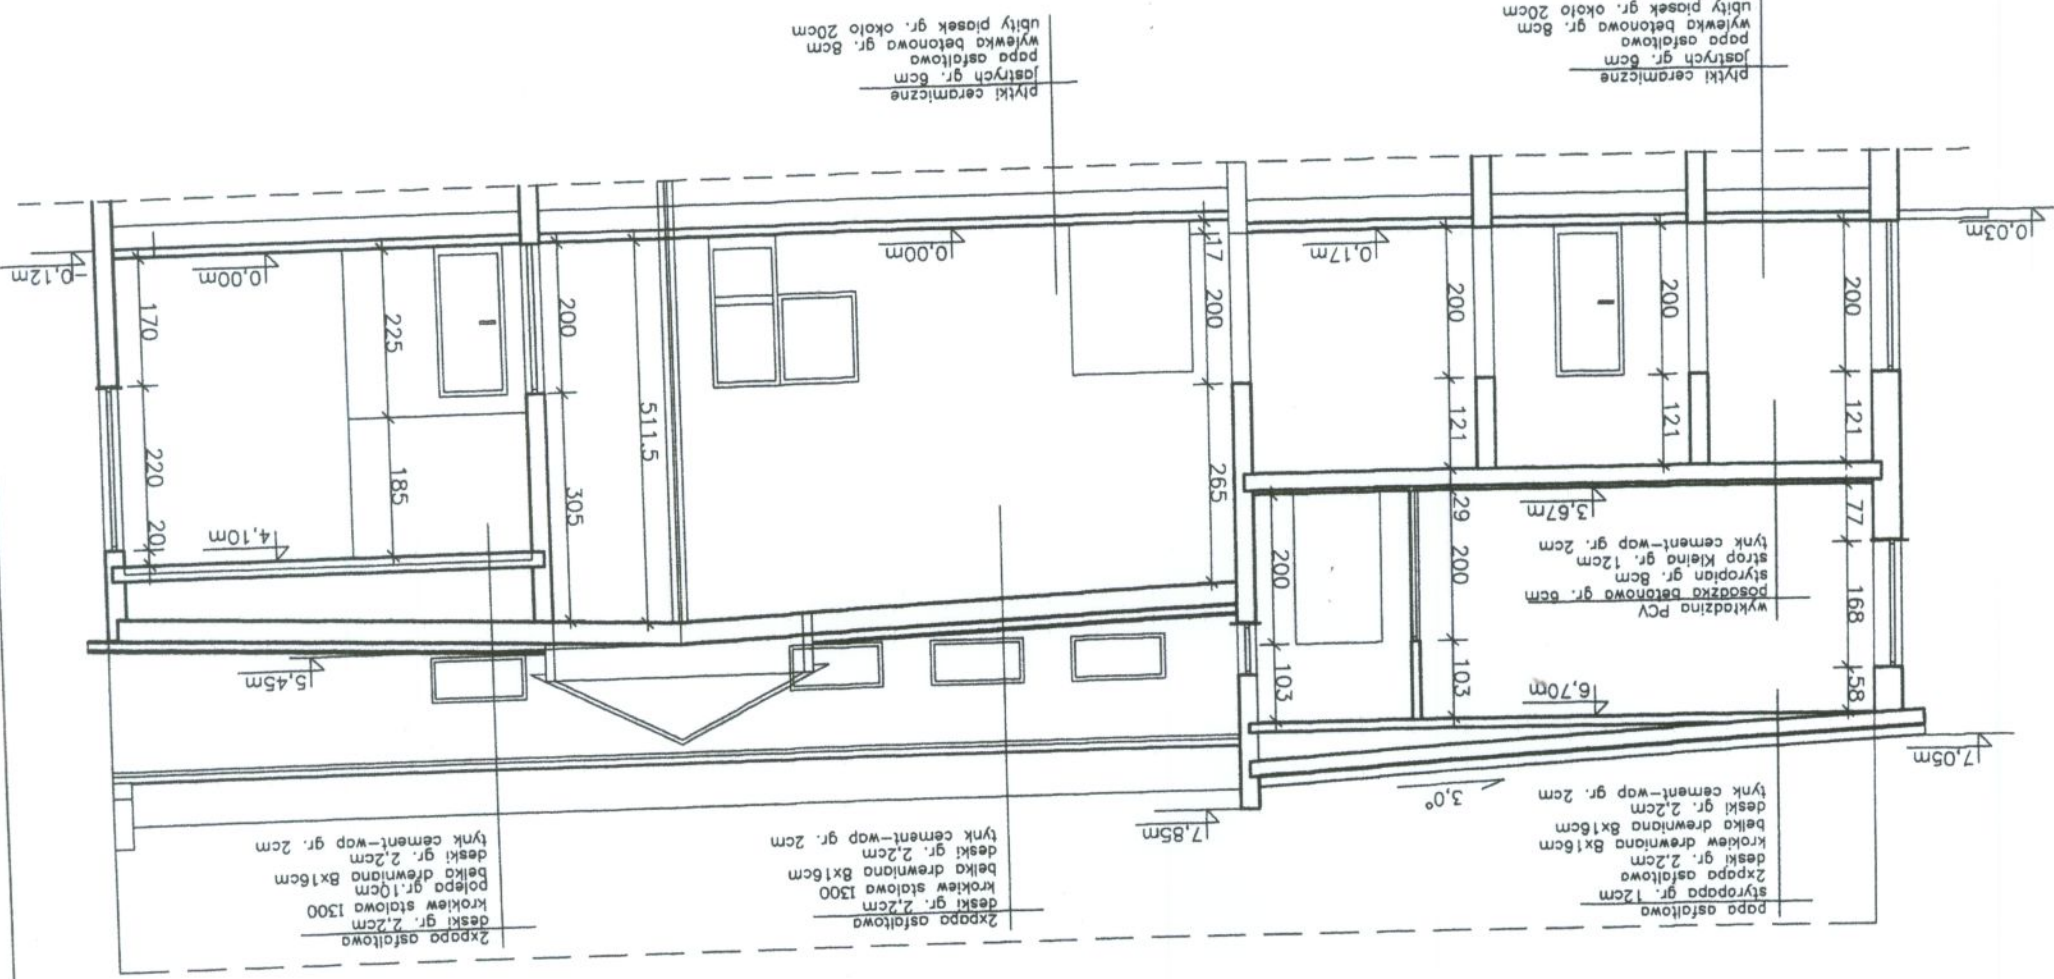 papa asfaltowa
styropapa gr. 12cm
2xpapa asfaltowa
deski gr. 2,2cm
krokiew drewniana 8x16cm
belka drewniana 8x16cm
deski gr. 2,2cm
tynk cement-wap gr. 2cm
2xpapa asfaltowa
deski gr. 2,2cm
krokiew stalowa I300
belka drewniana 8x16cm
deski gr. 2,2cm
tynk cement-wap gr. 2cm
2xpapa asfaltowa
deski gr. 2,2cm
krokiew stalowa I300
polepa gr.10cm
belka drewniana 8x16cm
deski gr. 2,2cm
tynk cement-wap gr. 2cm
7,85m
3,0°
7,05m
6,70m
5,45m
58
168
77
121
200
103
200
29
121
200
103
200
121
200
wykładzina PCV
posadzka betonowa gr. 6cm
styropian gr. 8cm
strop Kleina gr. 12cm
tynk cement-wap gr. 2cm
3,67m
4,10m
265
200
17
511.5
305
200
185
225
20
220
170
0,03m
0,17m
0,00m
0,00m
-0,12m
płytki ceramiczne
jastrych gr. 6cm
papa asfaltowa
wylewka betonowa gr. 8cm
ubity piasek gr. około 20cm
płytki ceramiczne
jastrych gr. 6cm
papa asfaltowa
wylewka betonowa gr. 8cm
ubity piasek gr. około 20cm